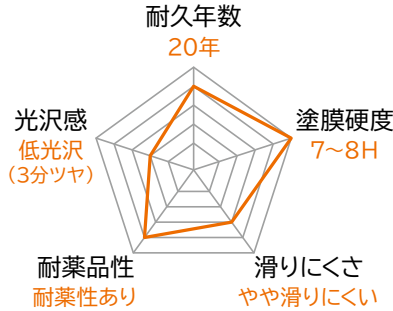 耐久年数
20年
光沢感
低光沢
(3分ツヤ)
塗膜硬度
7~8H
耐薬品性
耐薬性あり
滑りにくさ
やや滑りにくい